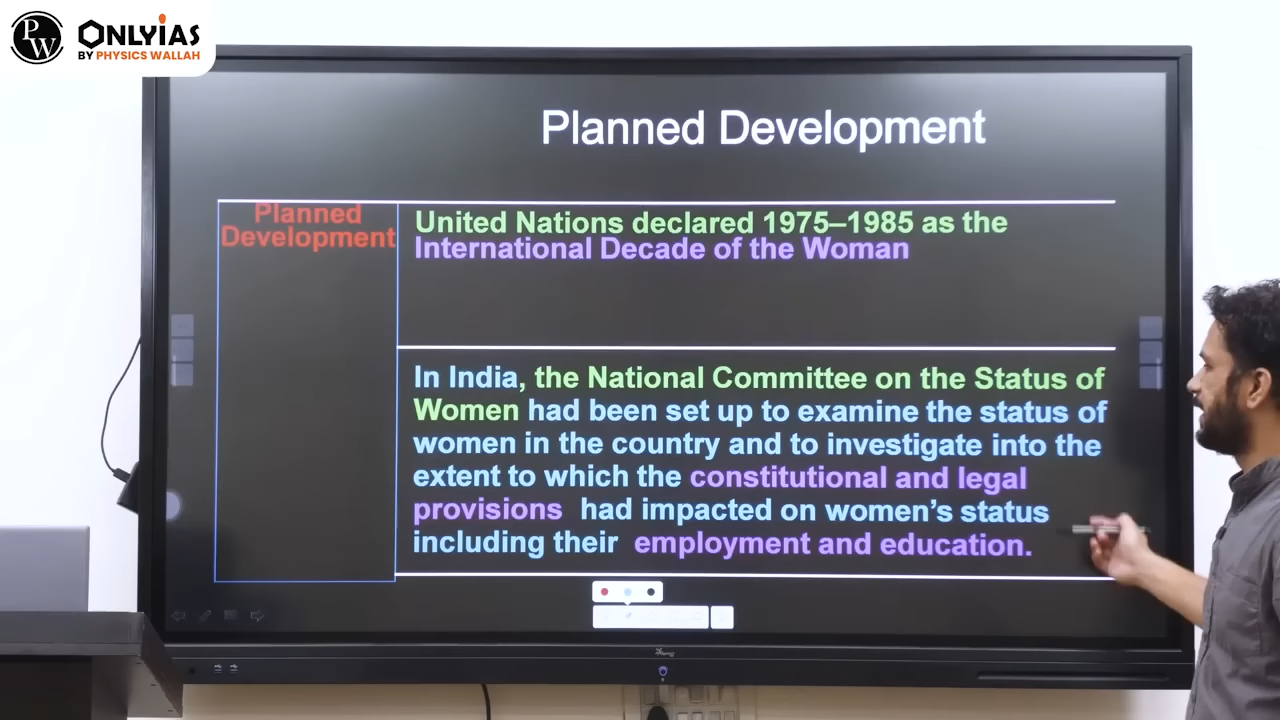 PW
ONLYIAS
BY PHYSICS WALLAH
Planned Development
Planned
Development
United Nations declared 1975–1985 as the
International Decade of the Woman
In India, the National Committee on the Status of
Women had been set up to examine the status of
women in the country and to investigate into the
extent to which the constitutional and legal
provisions had impacted on women’s status
including their employment and education.